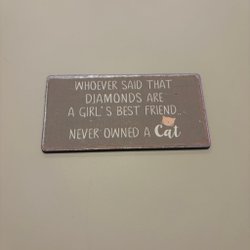 WHOEVER SAID THAT
DIAMONDS ARE
A GIRL'S BEST FRIEND...
NEVER OWNED A Cat